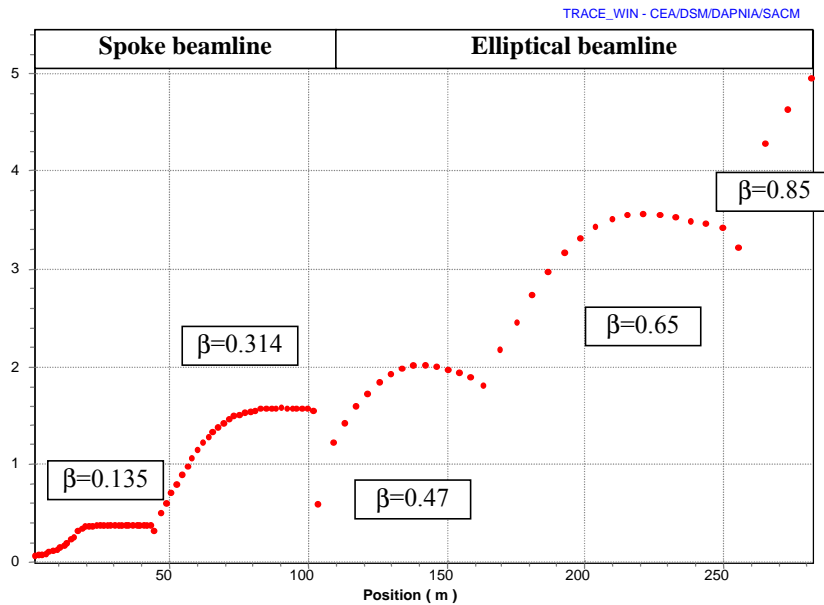 TRACE_WIN - CEA/DSM/DAPNIA/SACM
Spoke beamline Elliptical beamline
5
4
β=0.85
3
β=0.65
β=0.314
2
1
β=0.135
β=0.47
0
50 100 150 200 250
Position ( m )